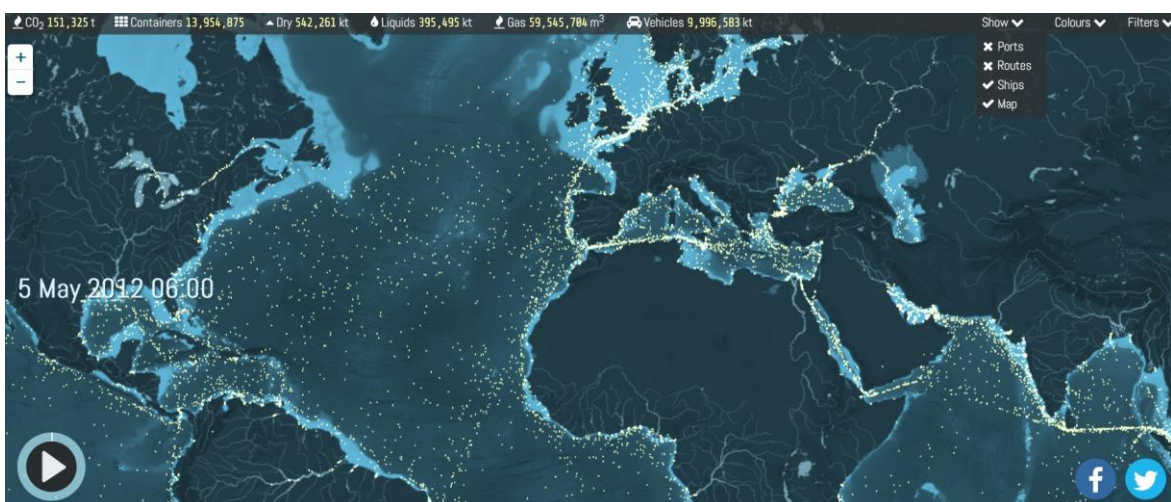 CO₂ 151,325 t Containers 13,954,875 Dry 542,261 kt Liquids 395,495 kt Gas 59,545,704 m³ Vehicles 9,996,583 kt Show Colours Filters
+
Ports
Routes
−
Ships
Map
5 May 2012 06:00